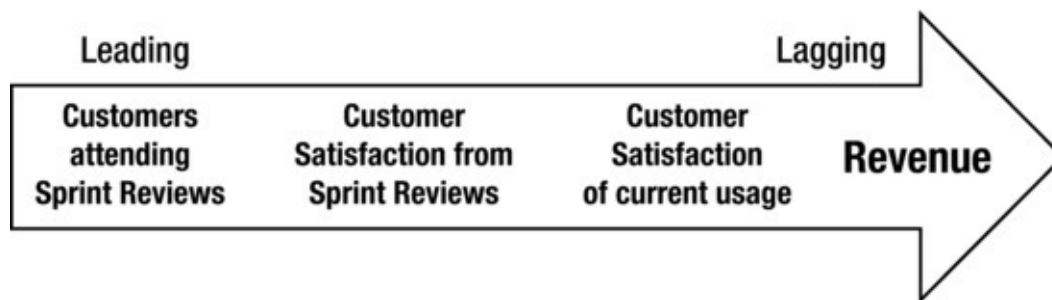 Leading
Lagging
Customers
attending
Sprint Reviews
Customer
Satisfaction from
Sprint Reviews
Customer
Satisfaction
of current usage
Revenue